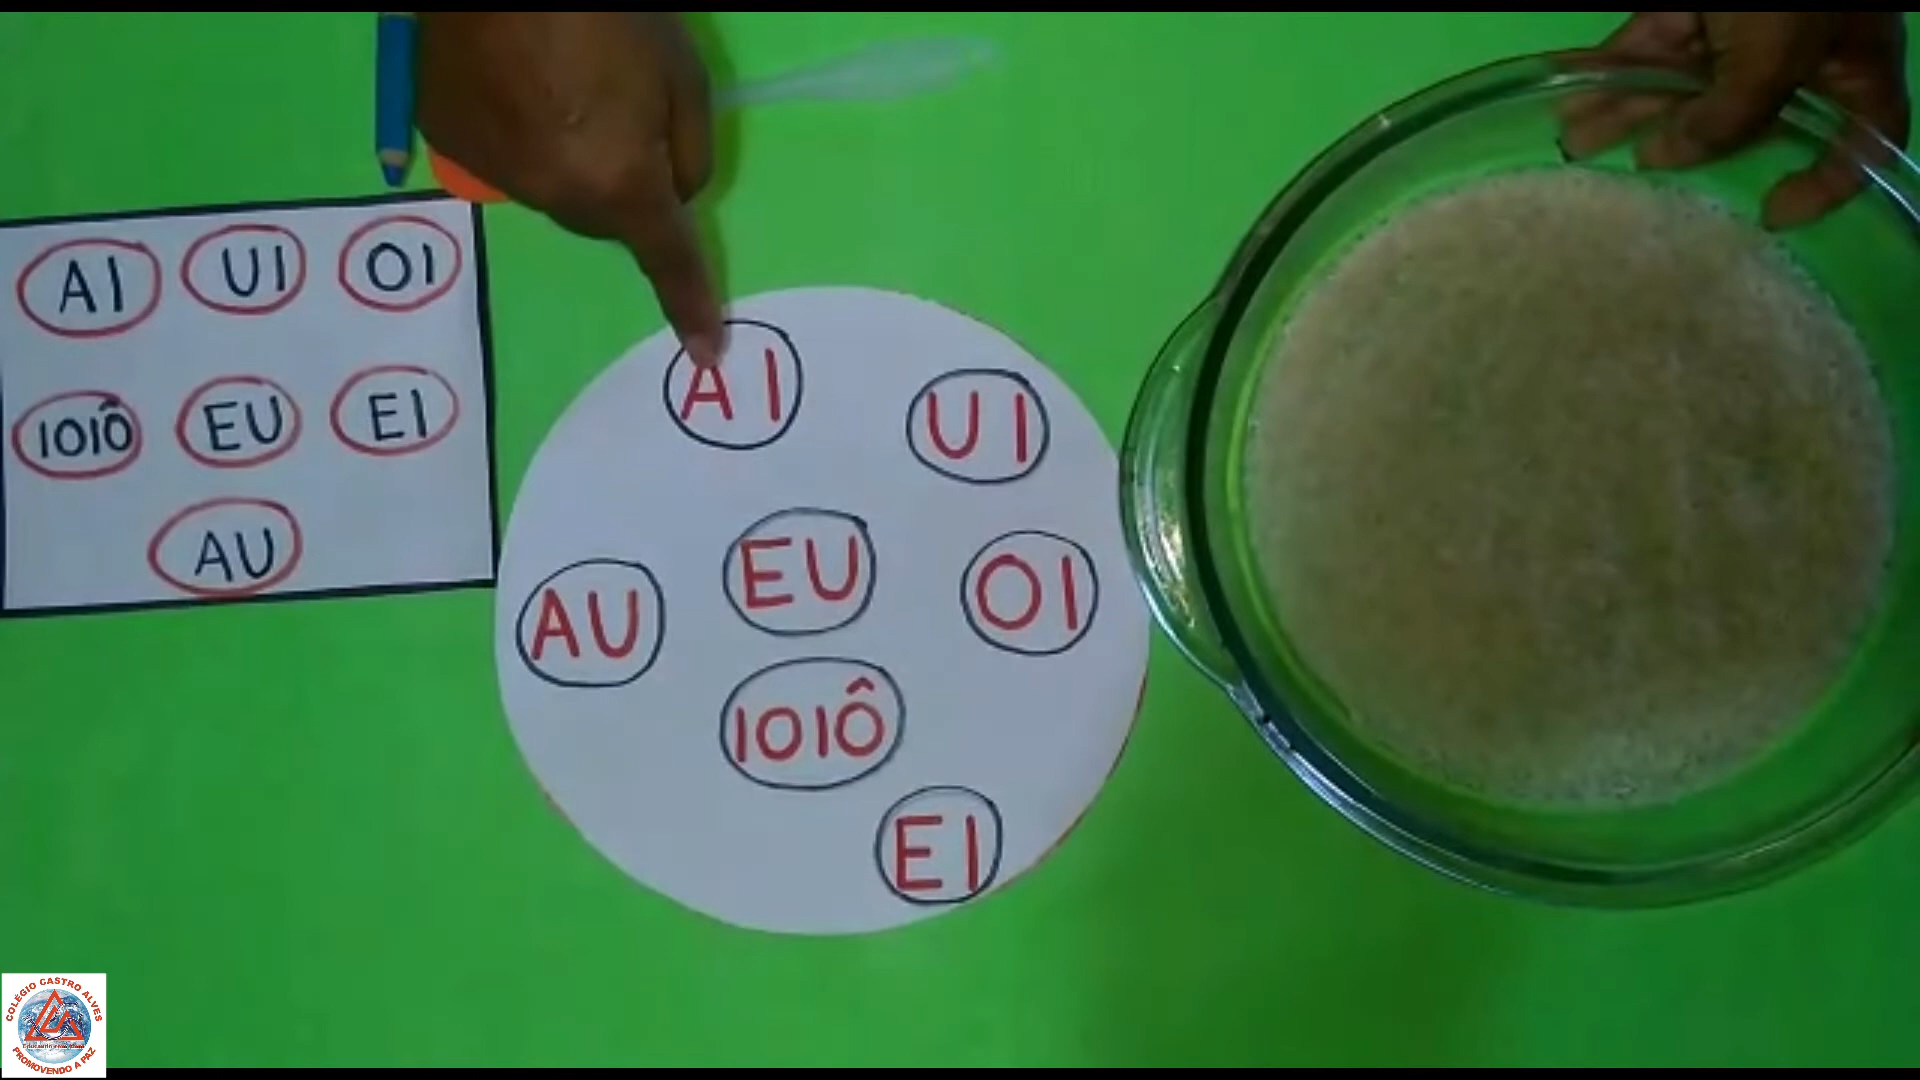 AI UI OI
IOIÔ EU EI
AU
AI
UI
EU
AU
OI
IOIÔ
EI
COLÉGIO CASTRO ALVES
PROMOVENDO A PAZ